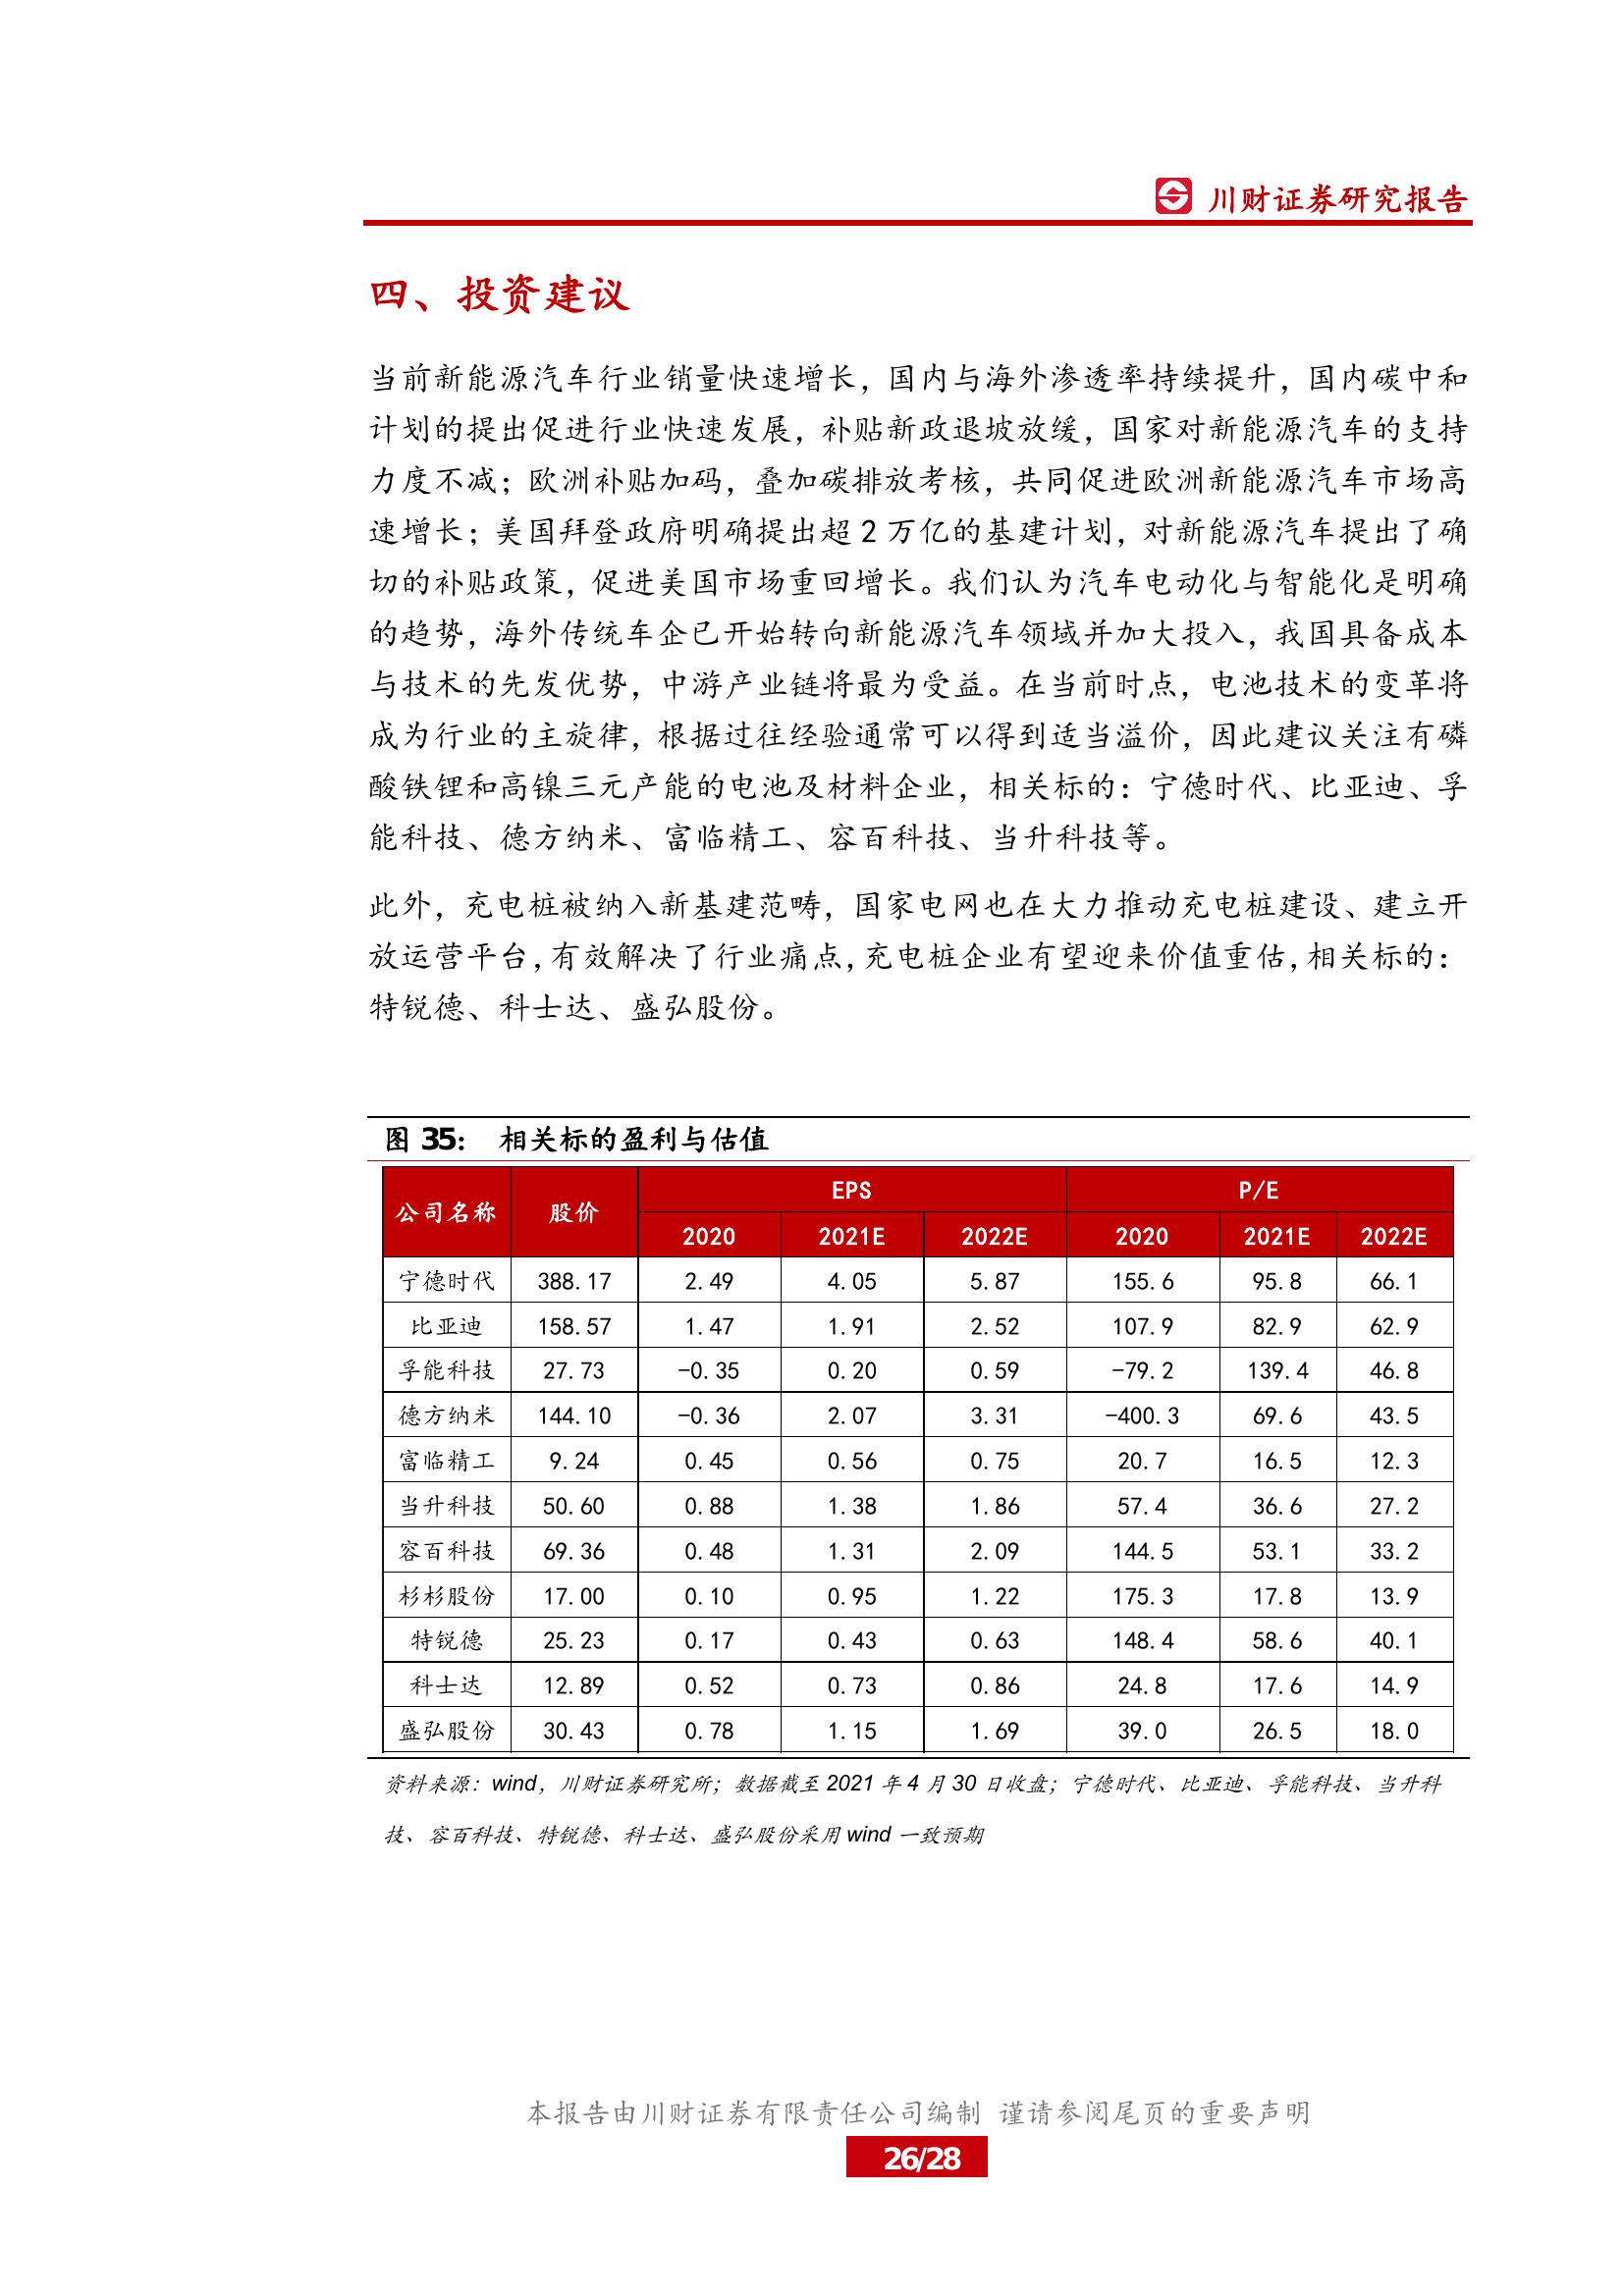 川财证券研究报告
四、投资建议
当前新能源汽车行业销量快速增长，国内与海外渗透率持续提升，国内碳中和
计划的提出促进行业快速发展，补贴新政退坡放缓，国家对新能源汽车的支持
力度不减；欧洲补贴加码，叠加碳排放考核，共同促进欧洲新能源汽车市场高
速增长；美国拜登政府明确提出超 2 万亿的基建计划，对新能源汽车提出了确
切的补贴政策，促进美国市场重回增长。我们认为汽车电动化与智能化是明确
的趋势，海外传统车企已开始转向新能源汽车领域并加大投入，我国具备成本
与技术的先发优势，中游产业链将最为受益。在当前时点，电池技术的变革将
成为行业的主旋律，根据过往经验通常可以得到适当溢价，因此建议关注有磷
酸铁锂和高镍三元产能的电池及材料企业，相关标的：宁德时代、比亚迪、孚
能科技、德方纳米、富临精工、容百科技、当升科技等。
此外，充电桩被纳入新基建范畴，国家电网也在大力推动充电桩建设、建立开
放运营平台，有效解决了行业痛点，充电桩企业有望迎来价值重估，相关标的：
特锐德、科士达、盛弘股份。
图 35： 相关标的盈利与估值
公司名称 股价 EPS P/E
2020 2021E 2022E 2020 2021E 2022E
宁德时代 388.17 2.49 4.05 5.87 155.6 95.8 66.1
比亚迪 158.57 1.47 1.91 2.52 107.9 82.9 62.9
孚能科技 27.73 -0.35 0.20 0.59 -79.2 139.4 46.8
德方纳米 144.10 -0.36 2.07 3.31 -400.3 69.6 43.5
富临精工 9.24 0.45 0.56 0.75 20.7 16.5 12.3
当升科技 50.60 0.88 1.38 1.86 57.4 36.6 27.2
容百科技 69.36 0.48 1.31 2.09 144.5 53.1 33.2
杉杉股份 17.00 0.10 0.95 1.22 175.3 17.8 13.9
特锐德 25.23 0.17 0.43 0.63 148.4 58.6 40.1
科士达 12.89 0.52 0.73 0.86 24.8 17.6 14.9
盛弘股份 30.43 0.78 1.15 1.69 39.0 26.5 18.0
资料来源：wind，川财证券研究所；数据截至 2021 年 4 月 30 日收盘；宁德时代、比亚迪、孚能科技、当升科
技、容百科技、特锐德、科士达、盛弘股份采用 wind 一致预期
本报告由川财证券有限责任公司编制 谨请参阅尾页的重要声明
26/28